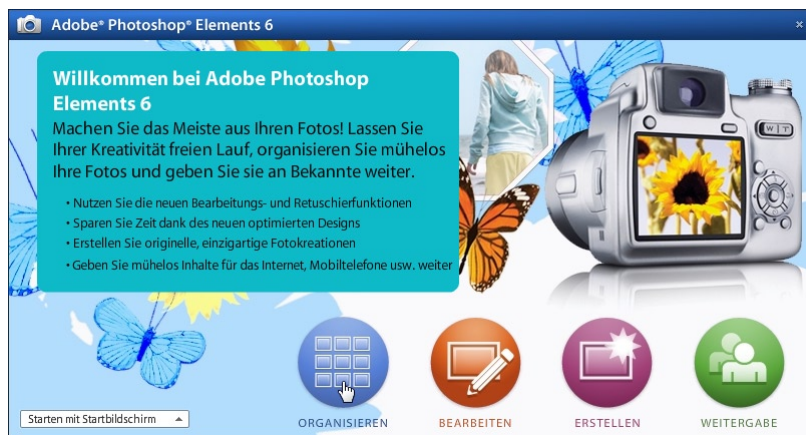 Adobe® Photoshop® Elements 6
Willkommen bei Adobe Photoshop
Elements 6
Machen Sie das Meiste aus Ihren Fotos! Lassen Sie
Ihrer Kreativität freien Lauf, organisieren Sie mühelos
Ihre Fotos und geben Sie sie an Bekannte weiter.
• Nutzen Sie die neuen Bearbeitungs- und Retuschierfunktionen
• Sparen Sie Zeit dank des neuen optimierten Designs
• Erstellen Sie originelle, einzigartige Fotokreationen
• Geben Sie mühelos Inhalte für das Internet, Mobiltelefone usw. weiter
W T
ORGANISIEREN BEARBEITEN ERSTELLEN WEITERGABE
Starten mit Startbildschirm